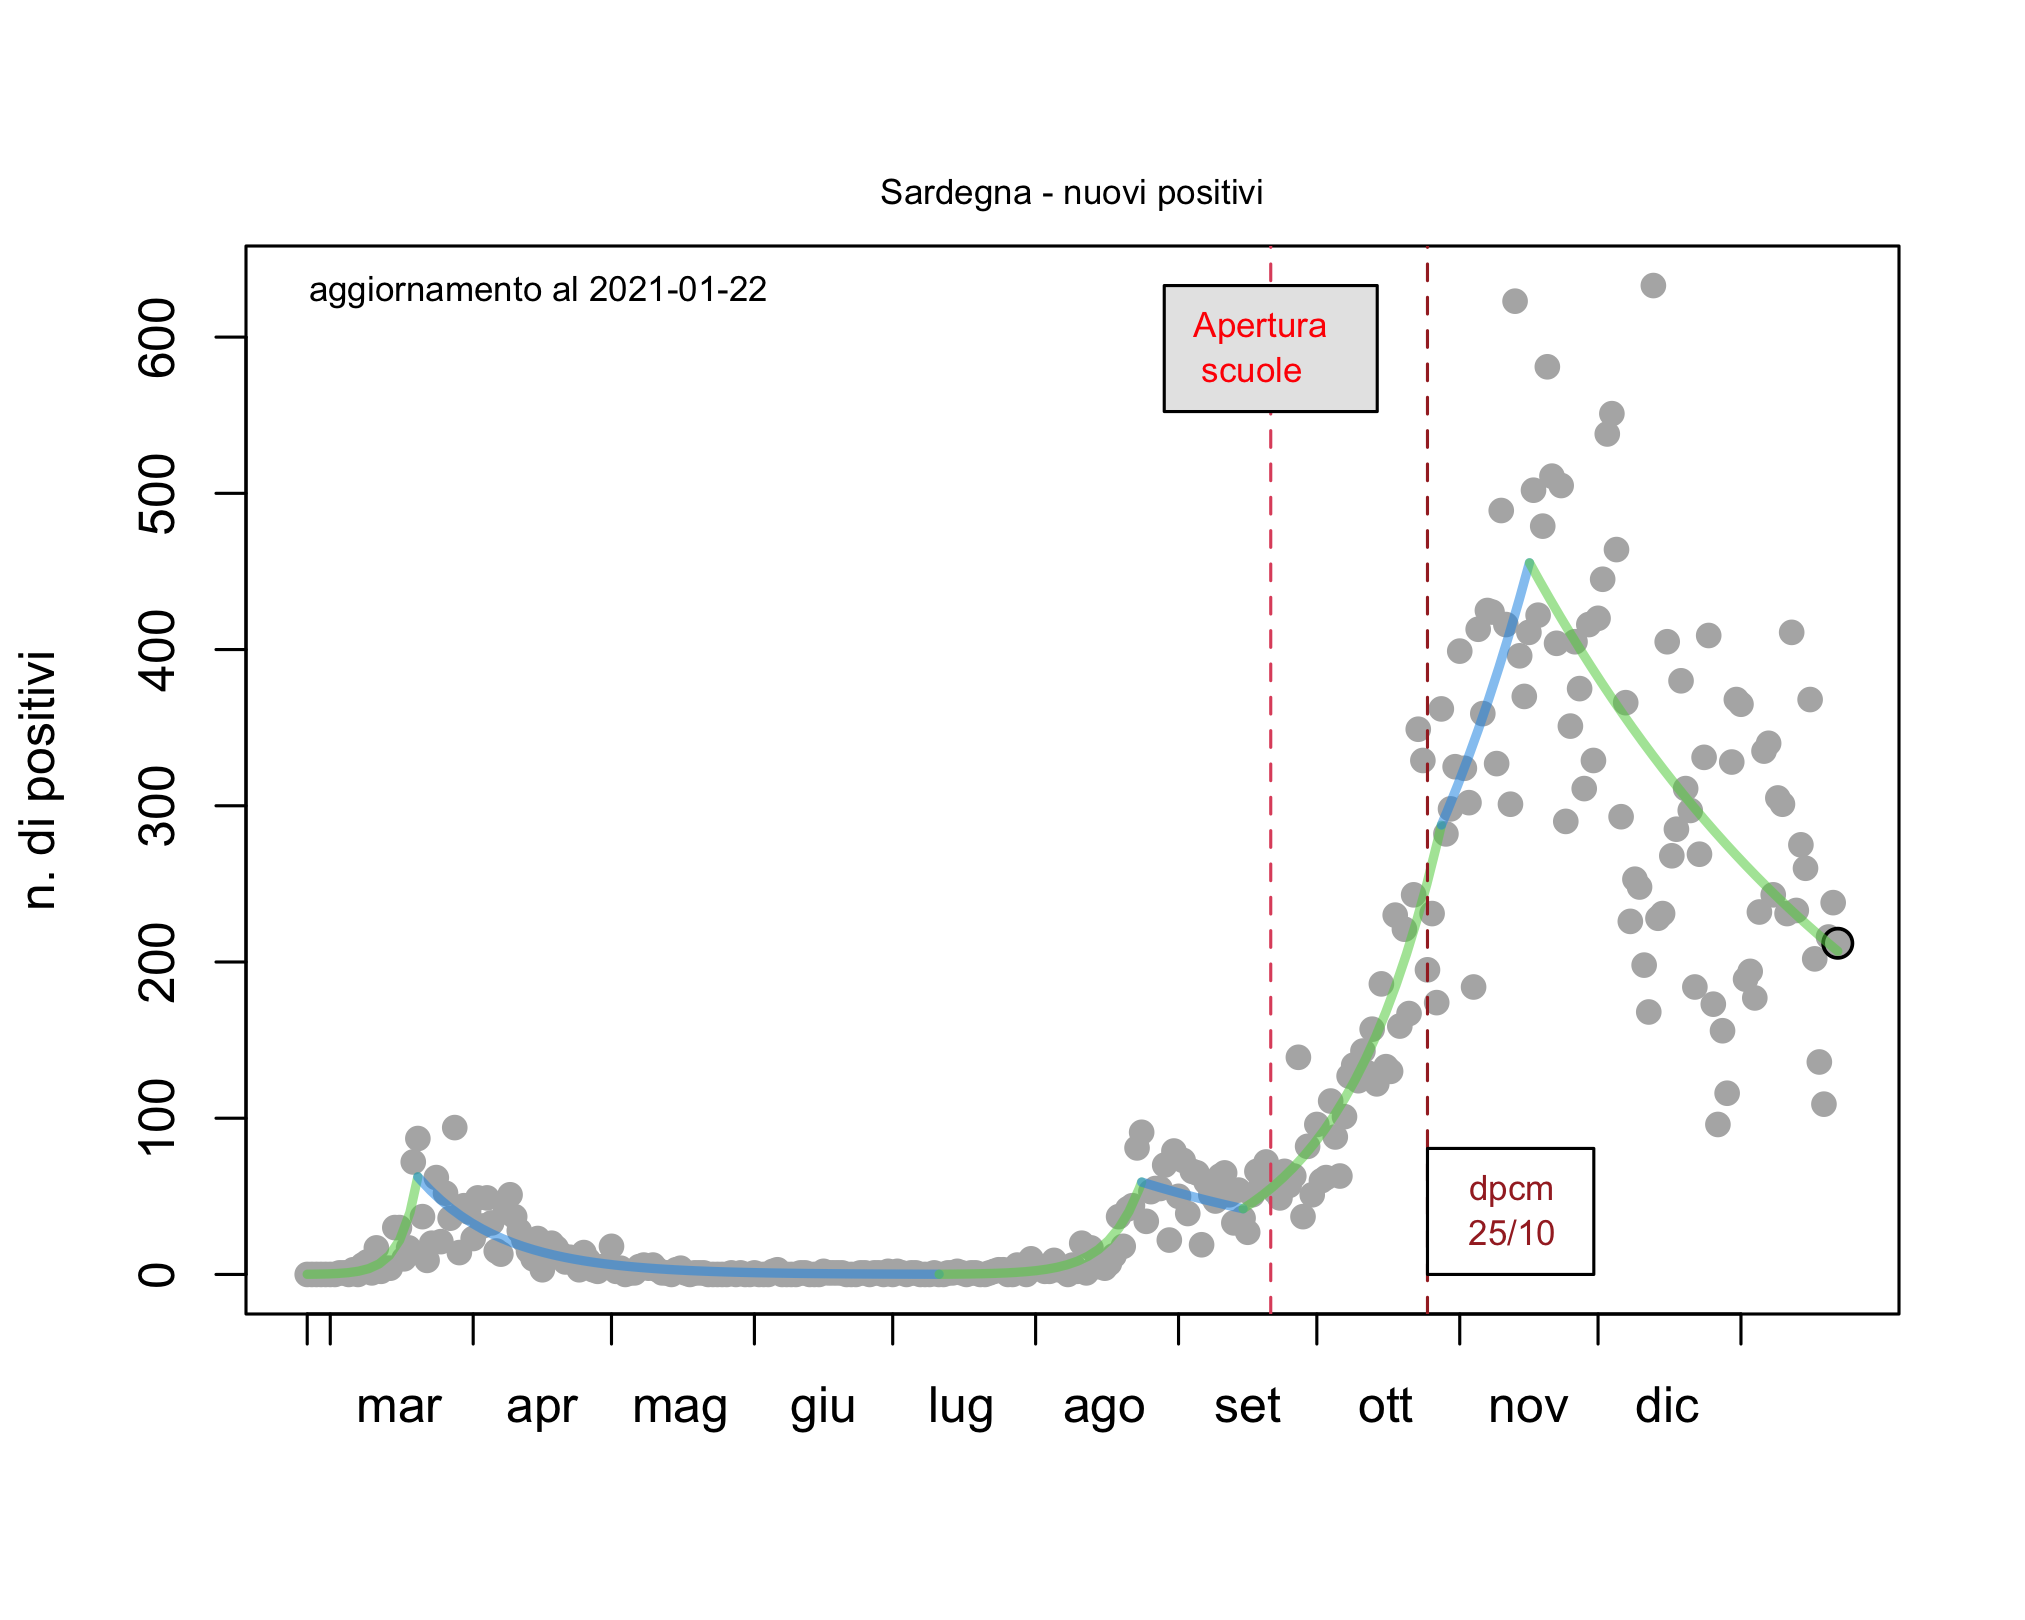 Sardegna - nuovi positivi
aggiornamento al 2021-01-22
Apertura
scuole
n. di positivi
600
500
400
300
200
100
0
dpcm
25/10
mar apr mag giu lug ago set ott nov dic